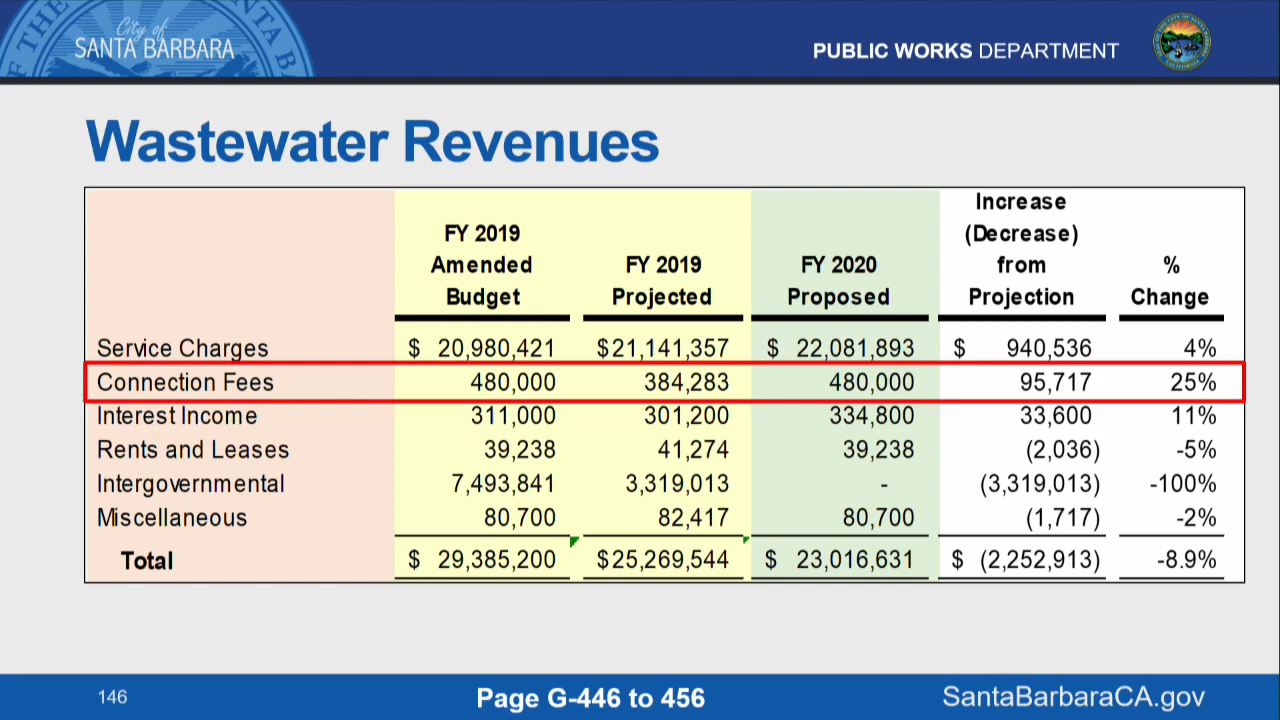 City of
SANTA BARBARA
PUBLIC WORKS DEPARTMENT
Wastewater Revenues
FY 2019 Amended Budget FY 2019 Projected FY 2020 Proposed Increase (Decrease) from Projection % Change
Service Charges $ 20,980,421 $21,141,357 $ 22,081,893 $ 940,536 4%
Connection Fees 480,000 384,283 480,000 95,717 25%
Interest Income 311,000 301,200 334,800 33,600 11%
Rents and Leases 39,238 41,274 39,238 (2,036) -5%
Intergovernmental 7,493,841 3,319,013 - (3,319,013) -100%
Miscellaneous 80,700 82,417 80,700 (1,717) -2%
Total $ 29,385,200 $25,269,544 $ 23,016,631 $ (2,252,913) -8.9%
146 Page G-446 to 456 SantaBarbaraCA.gov